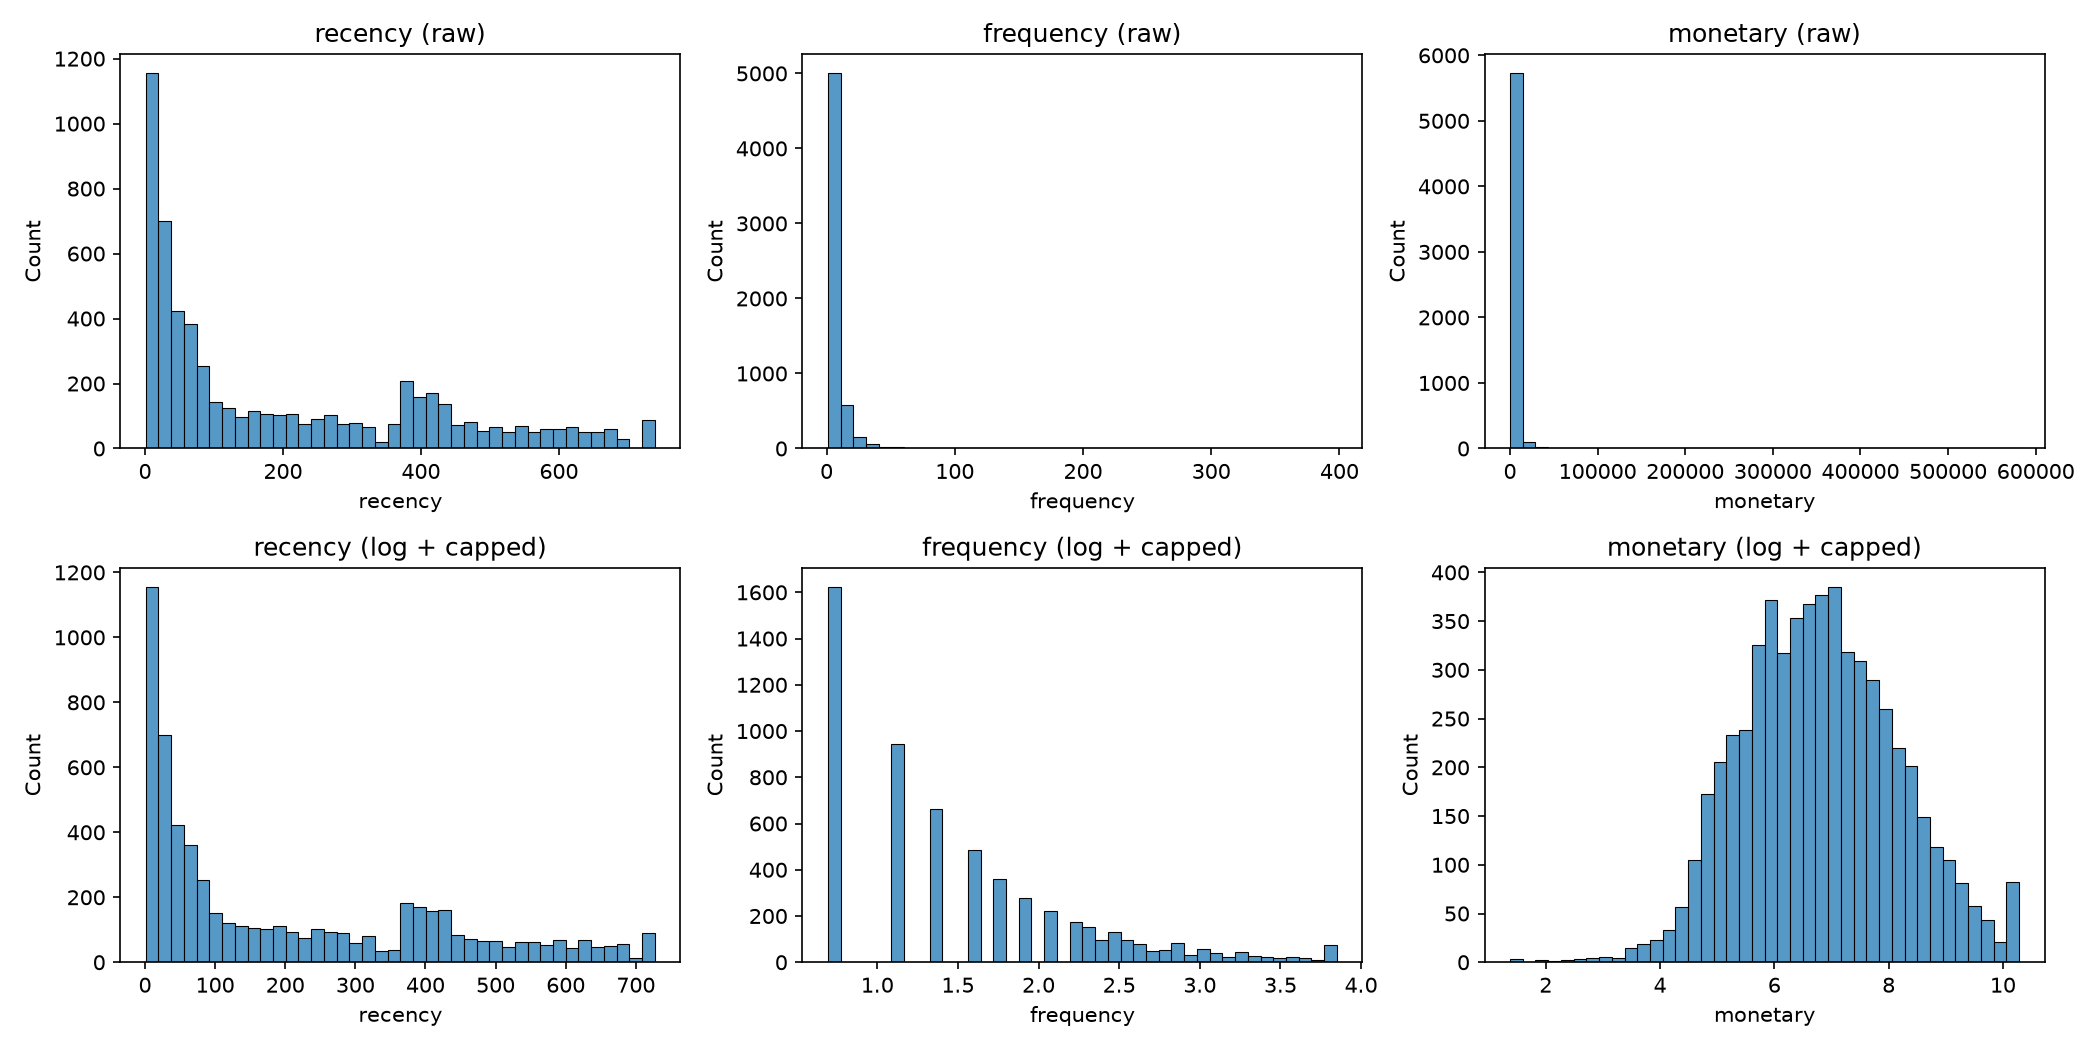 recency (raw)
1200
1000
800
600
400
200
0
Count
0 200 400 600
recency
frequency (raw)
5000
4000
3000
2000
1000
0
Count
0 100 200 300 400
frequency
monetary (raw)
6000
5000
4000
3000
2000
1000
0
Count
0 100000 200000 300000 400000 500000 600000
monetary
recency (log + capped)
1200
1000
800
600
400
200
0
Count
0 100 200 300 400 500 600 700
recency
frequency (log + capped)
1600
1400
1200
1000
800
600
400
200
0
Count
1.0 1.5 2.0 2.5 3.0 3.5 4.0
frequency
monetary (log + capped)
400
350
300
250
200
150
100
50
0
Count
2 4 6 8 10
monetary